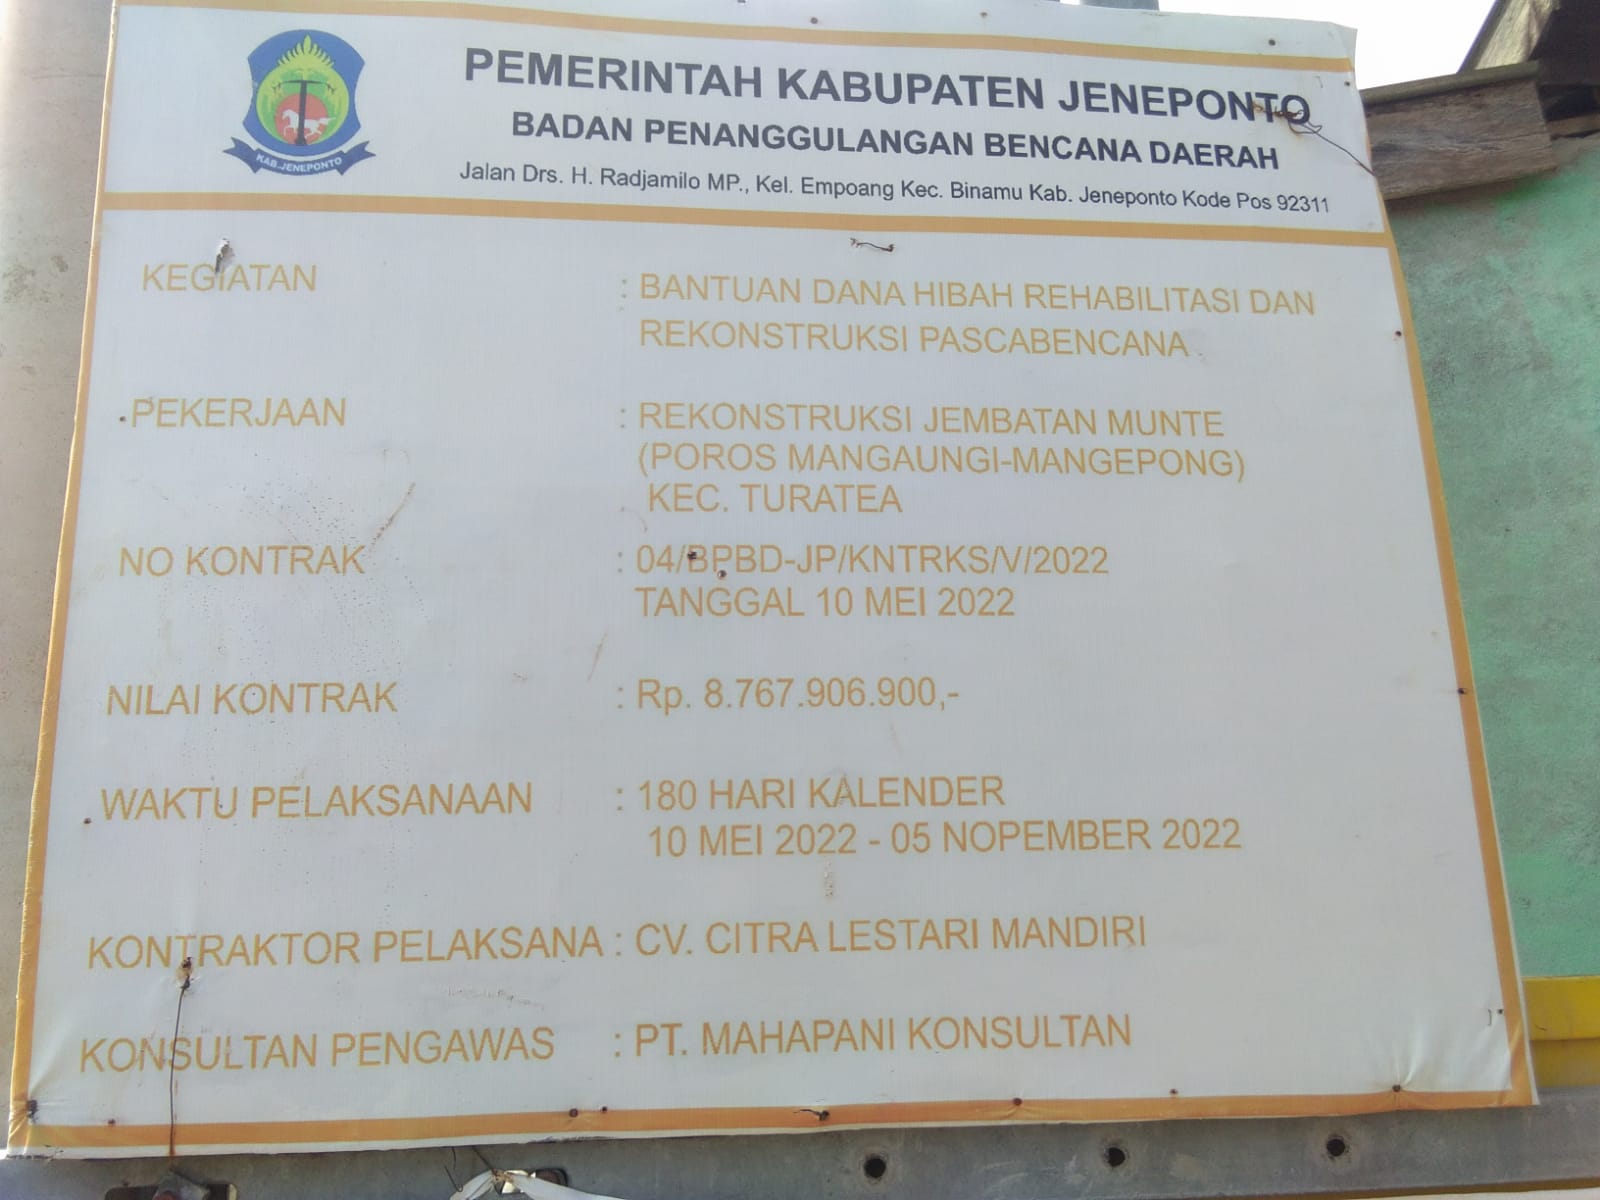 PEMERINTAH KABUPATEN JENEPONTO
BADAN PENANGGULANGAN BENCANA DAERAH
Jalan Drs. H. Radjamilo MP., Kel. Empoang Kec. Binamu Kab. Jeneponto Kode Pos 92311
KAB. JENEPONTO
KEGIATAN : BANTUAN DANA HIBAH REHABILITASI DAN
REKONSTRUKSI PASCABENCANA
PEKERJAAN : REKONSTRUKSI JEMBATAN MUNTE
(POROS MANGAUNGI-MANGEPONG)
KEC. TURATEA
NO KONTRAK : 04/BPBD-JP/KNTRKS/V/2022
TANGGAL 10 MEI 2022
NILAI KONTRAK : Rp. 8.767.906.900,-
WAKTU PELAKSANAAN : 180 HARI KALENDER
10 MEI 2022 - 05 NOPEMBER 2022
KONTRAKTOR PELAKSANA : CV. CITRA LESTARI MANDIRI
KONSULTAN PENGAWAS : PT. MAHAPANI KONSULTAN